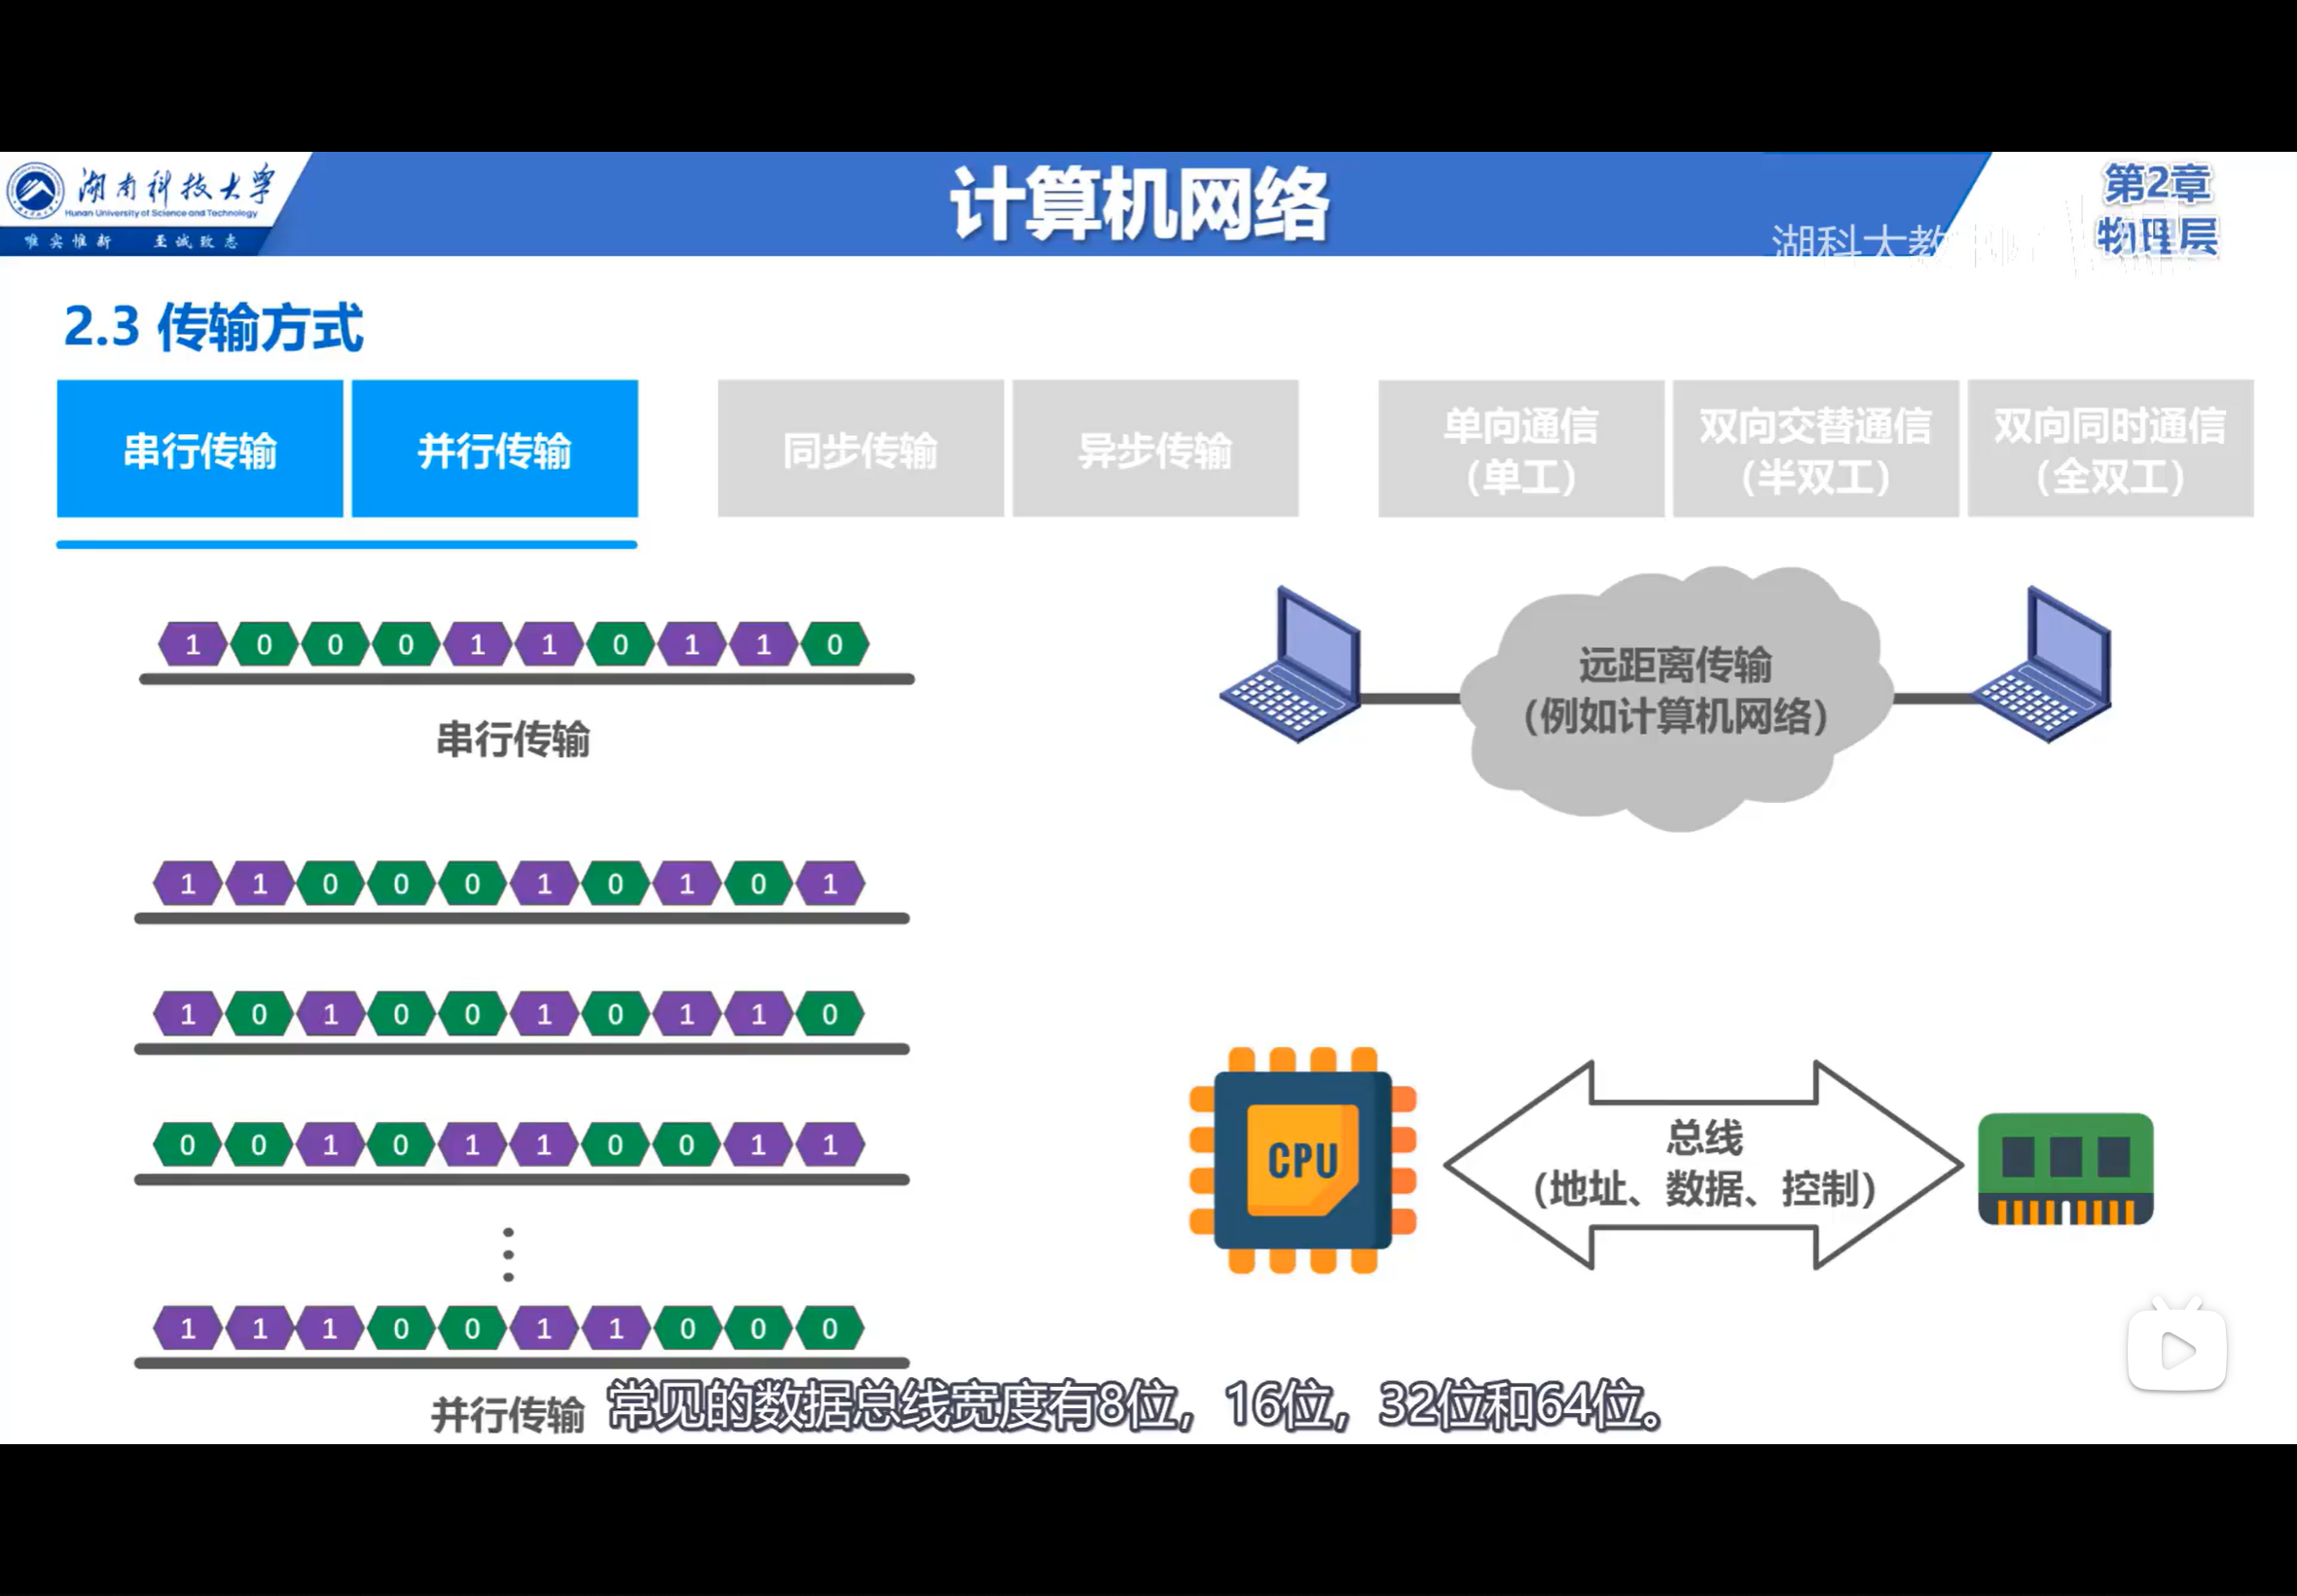 湖南科技大学
Hunan University of Science and Technology
唯实惟新 至诚致志
计算机网络
第2章
物理层
湖科大教
2.3 传输方式
串行传输
并行传输
同步传输
异步传输
单向通信
（单工）
双向交替通信
（半双工）
双向同时通信
（全双工）
1 0 0 0 1 1 0 1 1 0
串行传输
远距离传输
（例如计算机网络）
1 1 0 0 0 1 0 1 0 1
1 0 1 0 0 1 0 1 1 0
0 0 1 0 1 1 0 0 1 1
1 1 1 0 0 1 1 0 0 0
并行传输
CPU
总线
（地址、数据、控制）
常见的数据总线宽度有8位，16位，32位和64位。